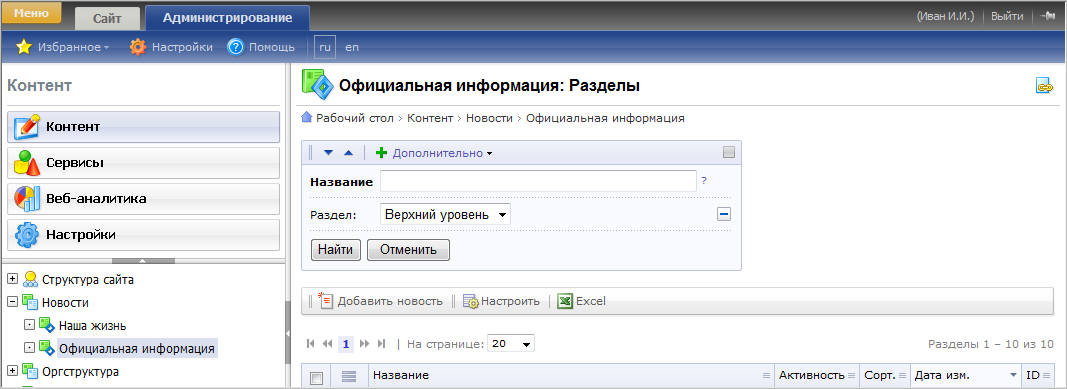 Меню Сайт Администрирование (Иван И.И.) Выйти
Избранное Настройки Помощь ru en
Контент
Контент
Сервисы
Веб-аналитика
Настройки
Структура сайта
Новости
Наша жизнь
Официальная информация
Оргструктура
Официальная информация: Разделы
Рабочий стол › Контент › Новости › Официальная информация
Дополнительно
Название ?
Раздел: Верхний уровень
Найти Отменить
Добавить новость Настроить Excel
1 | На странице: 20 Разделы 1 – 10 из 10
Название Активность Сорт. Дата изм. ID